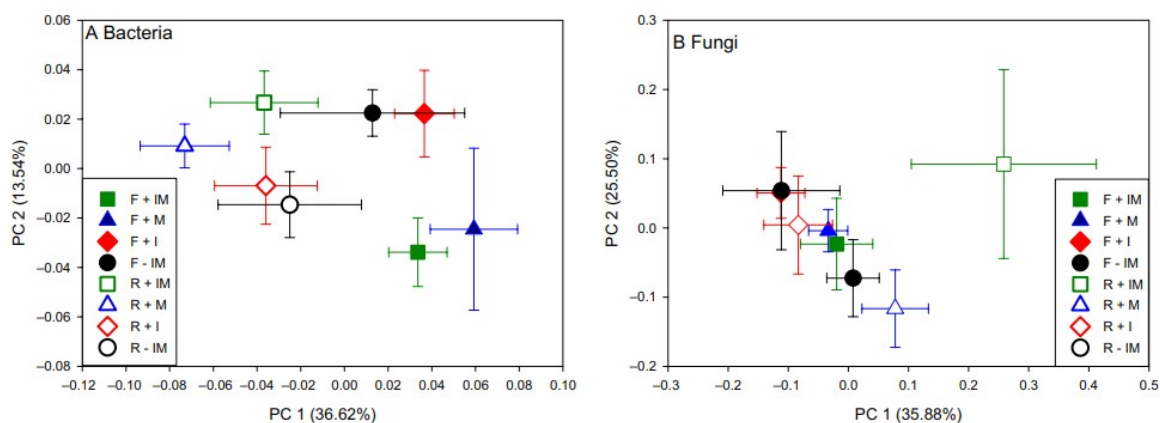 A Bacteria
0.06
0.04
0.02
0.00
–0.02
–0.04
–0.06
–0.08
PC 2 (13.54%)
F + IM
F + M
F + I
F - IM
R + IM
R + M
R + I
R - IM
–0.12 –0.10 –0.08 –0.06 –0.04 –0.02 0.00 0.02 0.04 0.06 0.08 0.10
PC 1 (36.62%)
B Fungi
0.3
0.2
0.1
0.0
–0.1
–0.2
PC 2 (25.50%)
F + IM
F + M
F + I
F - IM
R + IM
R + M
R + I
R - IM
–0.3 –0.2 –0.1 0.0 0.1 0.2 0.3 0.4 0.5
PC 1 (35.88%)